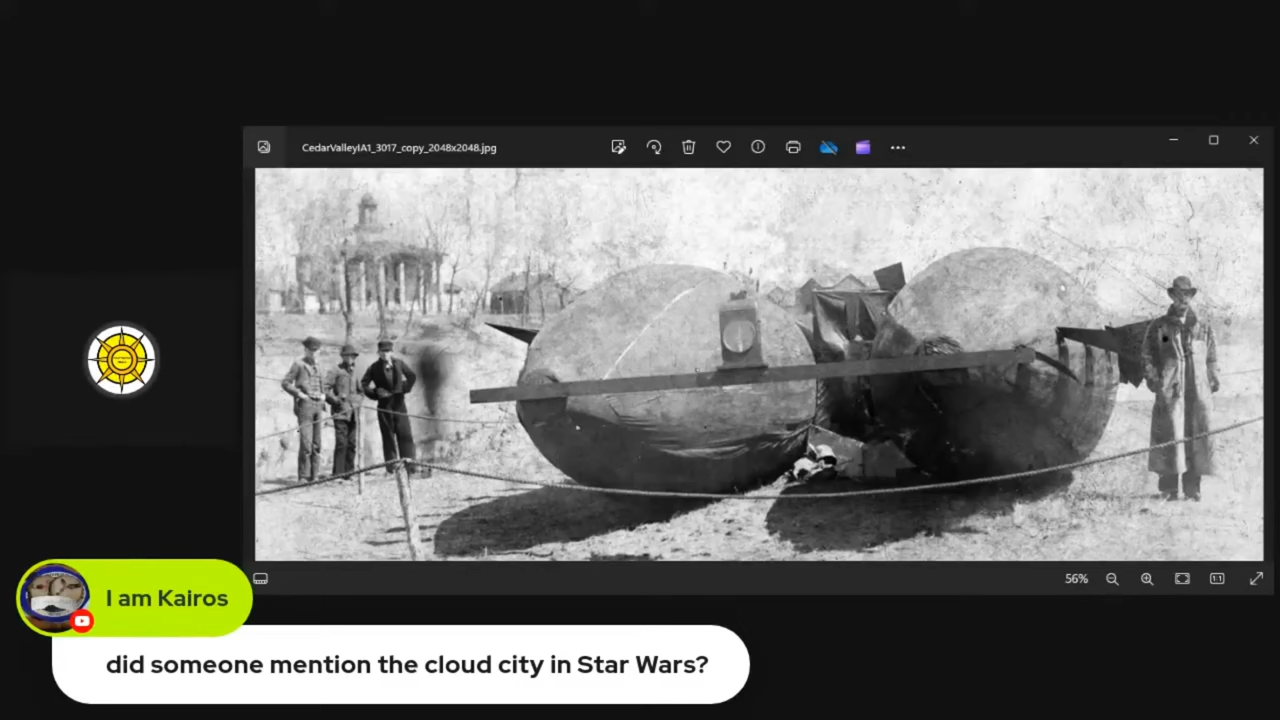 CedarValleyIA1_3017_copy_2048x2048.jpg
56%
I am Kairos
did someone mention the cloud city in Star Wars?